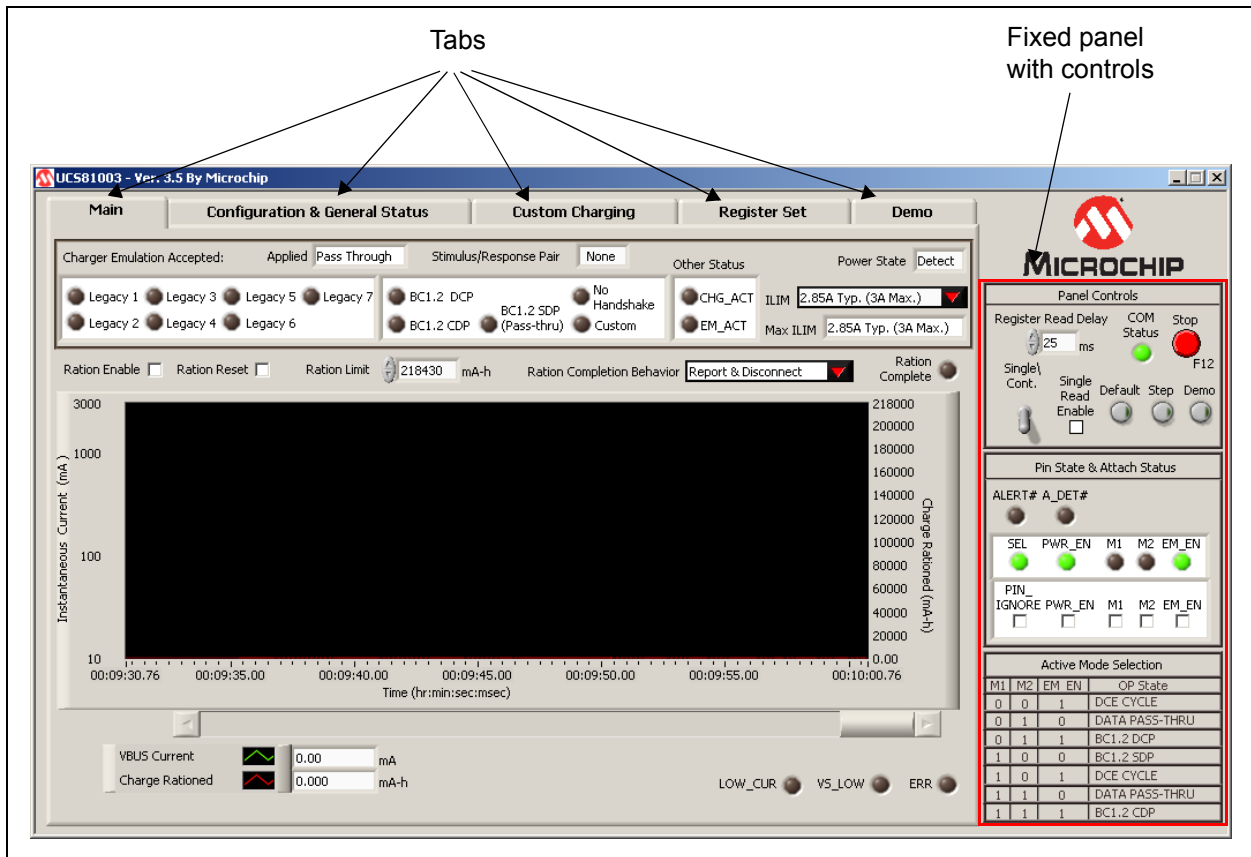 Tabs
Fixed panel
with controls
UCS81003 - Ver. 3.5 By Microchip
Main
Configuration & General Status
Custom Charging
Register Set
Demo
MICROCHIP
Charger Emulation Accepted:
Applied
Pass Through
Stimulus/Response Pair
None
Other Status
Power State
Detect
Legacy 1
Legacy 3
Legacy 5
Legacy 7
Legacy 2
Legacy 4
Legacy 6
BC1.2 DCP
BC1.2 CDP
BC1.2 SDP
(Pass-thru)
No
Handshake
Custom
CHG_ACT
EM_ACT
ILIM
2.85A Typ. (3A Max.)
Max ILIM
2.85A Typ. (3A Max.)
Ration Enable
Ration Reset
Ration Limit
218430
mA-h
Ration Completion Behavior
Report & Disconnect
Ration
Complete
Instantaneous Current (mA)
3000
1000
100
10
218000
200000
180000
160000
140000
120000
100000
80000
60000
40000
20000
0.00
Charge Rationed (mA-h)
00:09:30.76
00:09:35.00
00:09:40.00
00:09:45.00
00:09:50.00
00:09:55.00
00:10:00.76
Time (hr:min:sec:msec)
VBUS Current
0.00
mA
Charge Rationed
0.000
mA-h
LOW_CUR
VS_LOW
ERR
Panel Controls
Register Read Delay
25
ms
COM
Status
Stop
F12
Single\
Cont.
Single
Read
Enable
Default
Step
Demo
Pin State & Attach Status
ALERT#
A_DET#
SEL
PWR_EN
M1
M2
EM_EN
PIN_
IGNORE
PWR_EN
M1
M2
EM_EN
Active Mode Selection
M1 M2 EM EN OP State
0 0 1 DCE CYCLE
0 1 0 DATA PASS-THRU
0 1 1 BC1.2 DCP
1 0 0 BC1.2 SDP
1 0 1 DCE CYCLE
1 1 0 DATA PASS-THRU
1 1 1 BC1.2 CDP